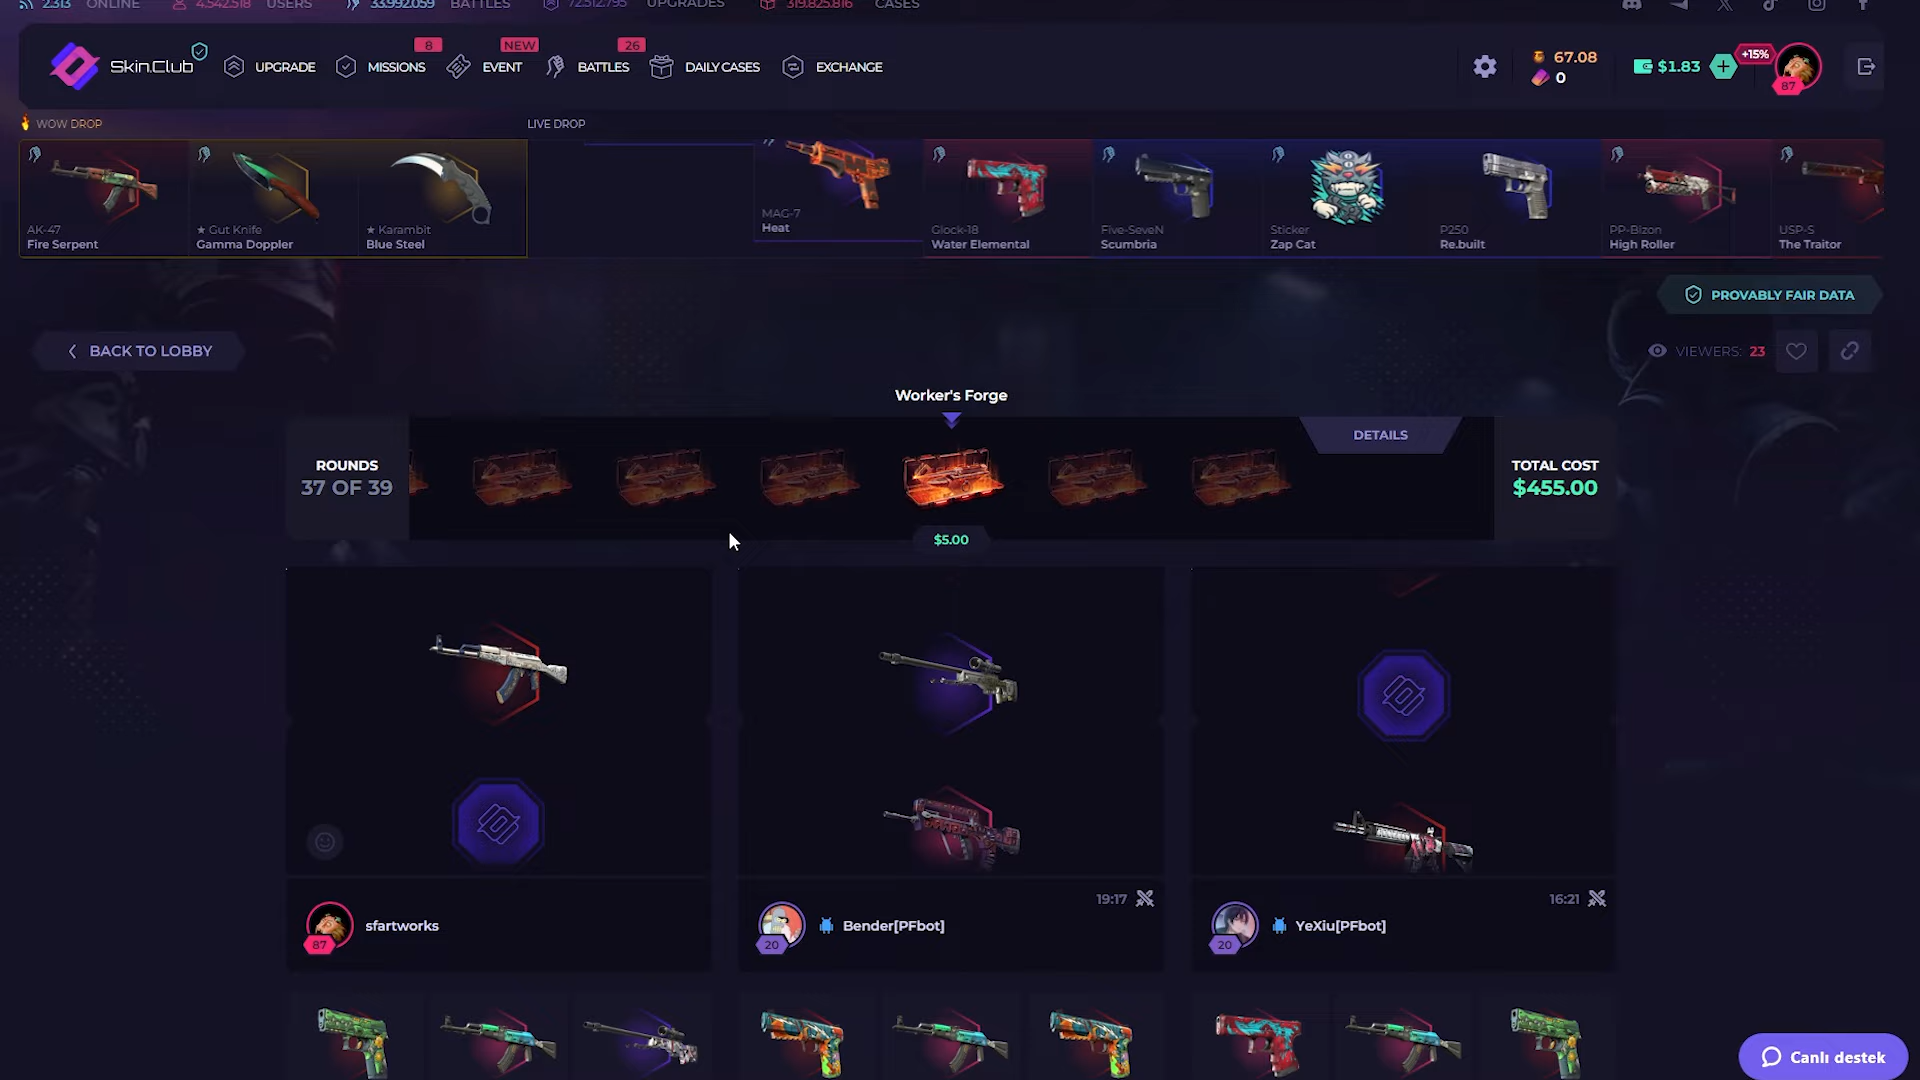 2.313 ONLINE 4.542.518 USERS 33.992.059 BATTLES 72.512.795 UPGRADES 319.825.816 CASES
Skin.Club
UPGRADE
8
MISSIONS
NEW
EVENT
26
BATTLES
DAILY CASES
EXCHANGE
67.08
0
$1.83
+15%
87
WOW DROP
LIVE DROP
AK-47
Fire Serpent
★ Gut Knife
Gamma Doppler
★ Karambit
Blue Steel
MAG-7
Heat
Glock-18
Water Elemental
Five-SeveN
Scumbria
Sticker
Zap Cat
P250
Re.built
PP-Bizon
High Roller
USP-S
The Traitor
PROVABLY FAIR DATA
BACK TO LOBBY
VIEWERS: 23
Worker's Forge
ROUNDS
37 OF 39
DETAILS
TOTAL COST
$455.00
$5.00
87
sfartworks
19:17
20
Bender[PFbot]
16:21
20
YeXiu[PFbot]
Canlı destek